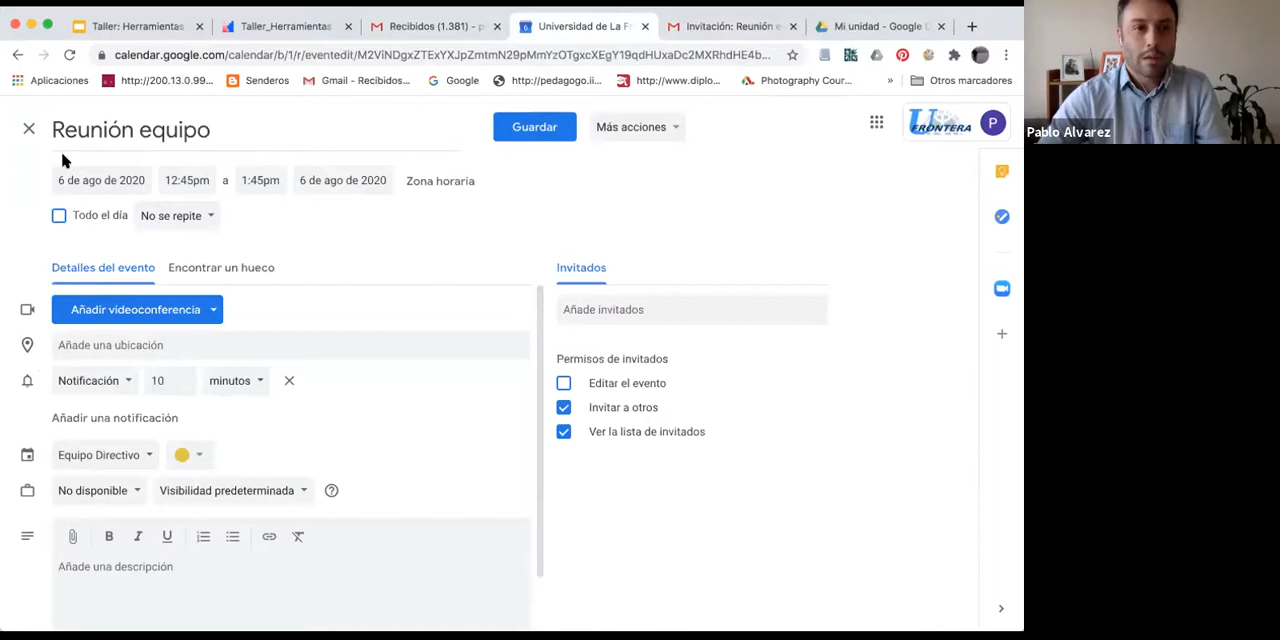 Taller: Herramientas
Taller_Herramientas
Recibidos (1.381) - p
Universidad de La Fr
Invitación: Reunión e
Mi unidad - Google D
calendar.google.com/calendar/b/1/r/eventedit/M2ViNDgxZTExYXJpZmtmN29pMmYzOTgxcXEgY19qdHUxaDc2MXRhdHE4b...
Aplicaciones
http://200.13.0.99...
Senderos
Gmail - Recibidos...
Google
http://pedagogo.ii...
http://www.diplo...
Photography Cour...
»
Otros marcadores
Pablo Alvarez
Reunión equipo
Guardar
Más acciones
U FRONTERA
P
6 de ago de 2020 12:45pm a 1:45pm 6 de ago de 2020 Zona horaria
Todo el día No se repite
Detalles del evento Encontrar un hueco
Invitados
Añadir videoconferencia
Añade invitados
Añade una ubicación
Permisos de invitados
Notificación 10 minutos
Editar el evento
Invitar a otros
Añadir una notificación
Ver la lista de invitados
Equipo Directivo
No disponible Visibilidad predeterminada
B I U
Añade una descripción